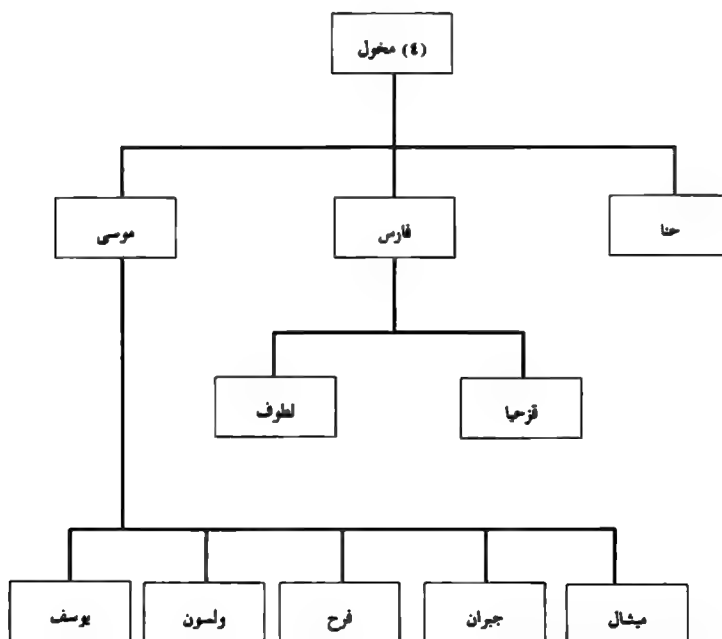 (٤) مخول
حنا
فارس
موسى
قزحيا
لطوف
ميشال
جبران
فرح
ولسون
يوسف